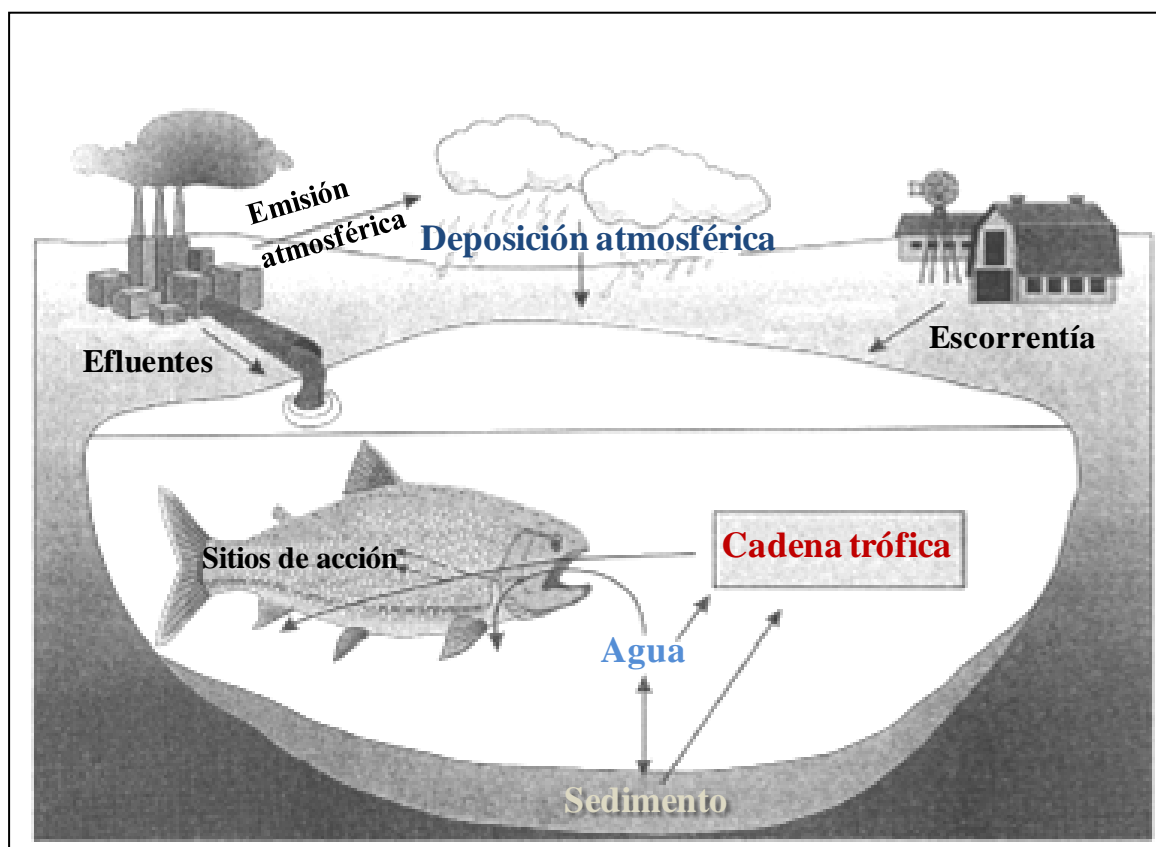 Emisión
atmosférica
Deposición atmosférica
Efluentes
Escorrentía
Sitios de acción
Cadena trófica
Agua
Sedimento